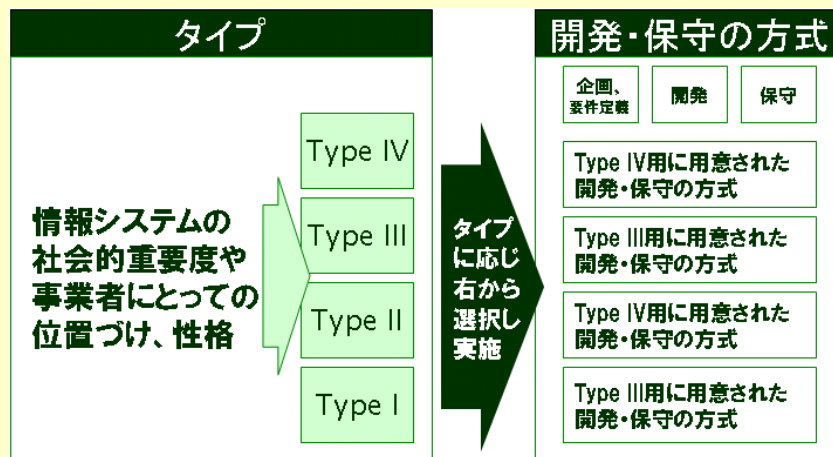 タイプ
情報システムの
社会的重要度や
事業者にとっての
位置づけ、性格
Type IV
Type III
Type II
Type I
タイプ
に応じ
右から
選択し
実施
開発・保守の方式
企画、
要件定義
開発
保守
Type IV用に用意された
開発・保守の方式
Type III用に用意された
開発・保守の方式
Type IV用に用意された
開発・保守の方式
Type III用に用意された
開発・保守の方式